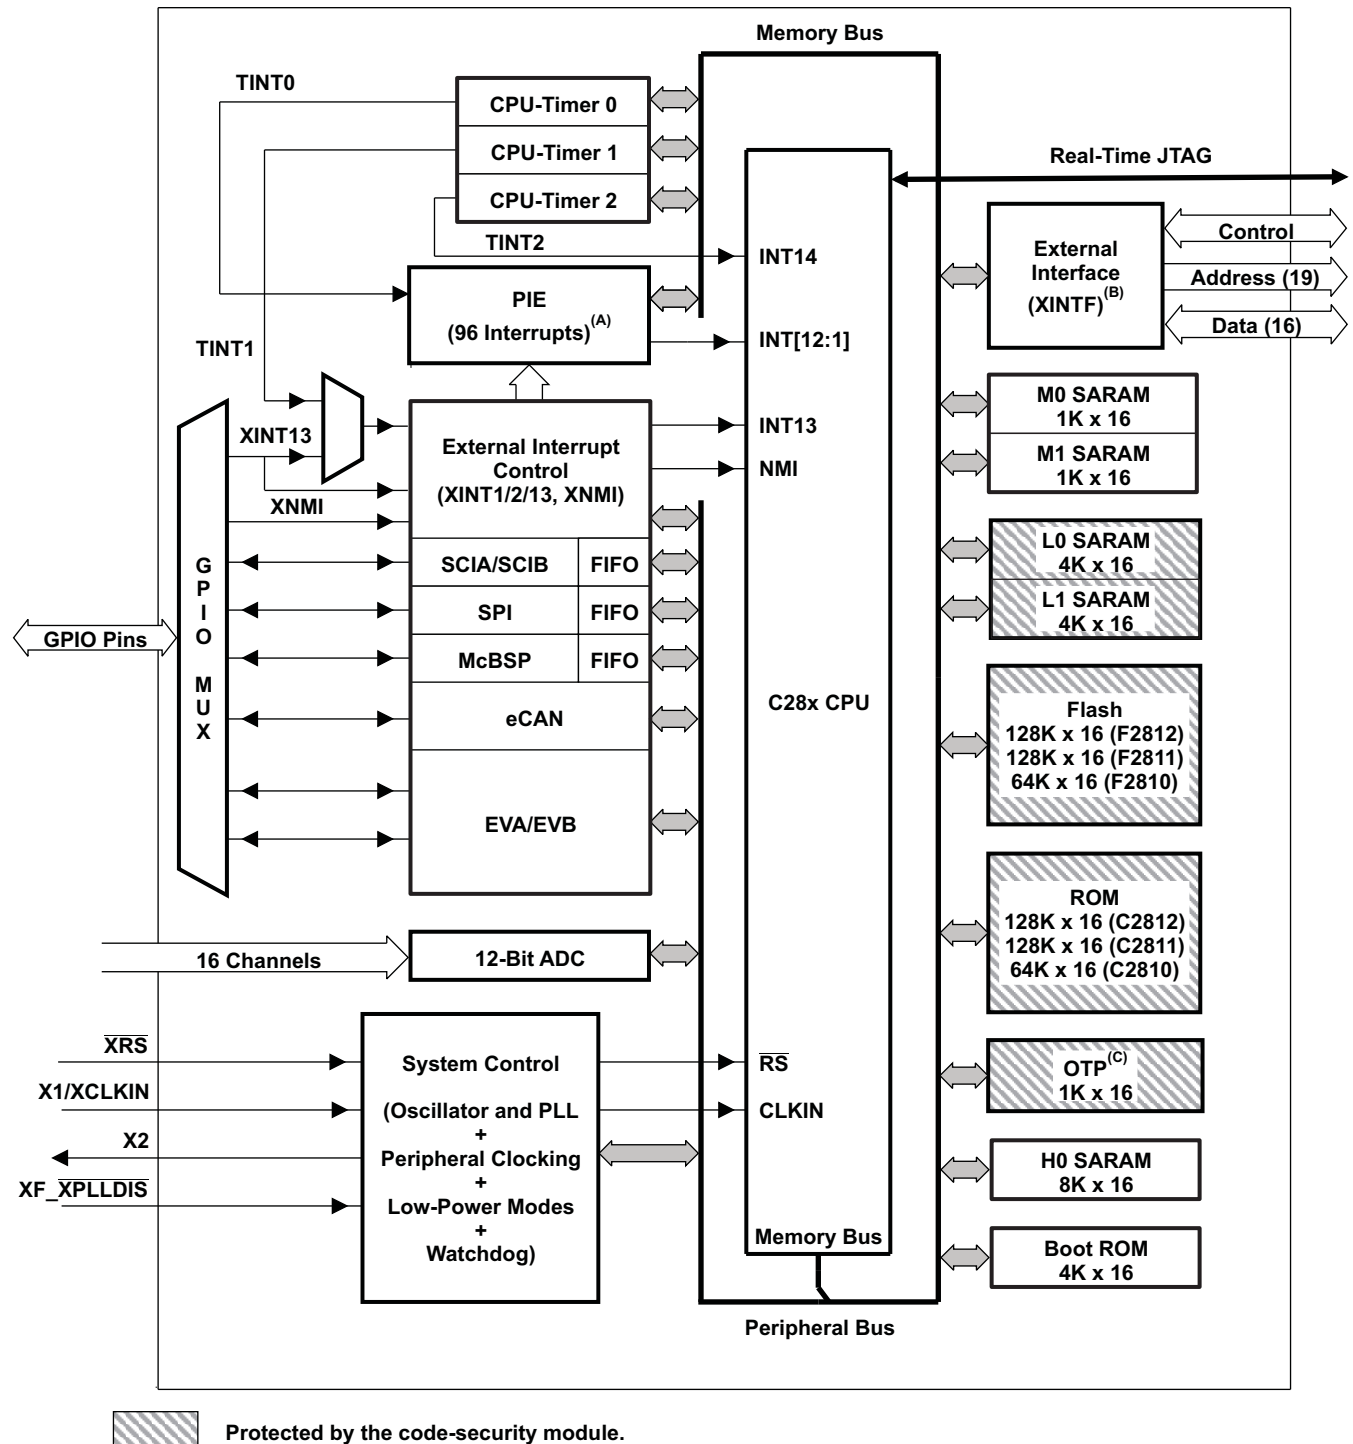 Memory Bus
TINT0
CPU-Timer 0
CPU-Timer 1
CPU-Timer 2
TINT2
Real-Time JTAG
INT14
External
Interface
(XINTF)(B)
Control
Address (19)
Data (16)
PIE
(96 Interrupts)(A)
INT[12:1]
TINT1
XINT13
XNMI
External Interrupt
Control
(XINT1/2/13, XNMI)
INT13
NMI
M0 SARAM
1K x 16
M1 SARAM
1K x 16
L0 SARAM
4K x 16
L1 SARAM
4K x 16
GPIO Pins
GPIO MUX
SCIA/SCIB
FIFO
SPI
FIFO
McBSP
FIFO
eCAN
EVA/EVB
C28x CPU
Flash
128K x 16 (F2812)
128K x 16 (F2811)
64K x 16 (F2810)
ROM
128K x 16 (C2812)
128K x 16 (C2811)
64K x 16 (C2810)
16 Channels
12-Bit ADC
XRS
X1/XCLKIN
X2
XF_XPLLDIS
System Control
(Oscillator and PLL
+
Peripheral Clocking
+
Low-Power Modes
+
Watchdog)
RS
CLKIN
Memory Bus
OTP(C)
1K x 16
H0 SARAM
8K x 16
Boot ROM
4K x 16
Peripheral Bus
Protected by the code-security module.